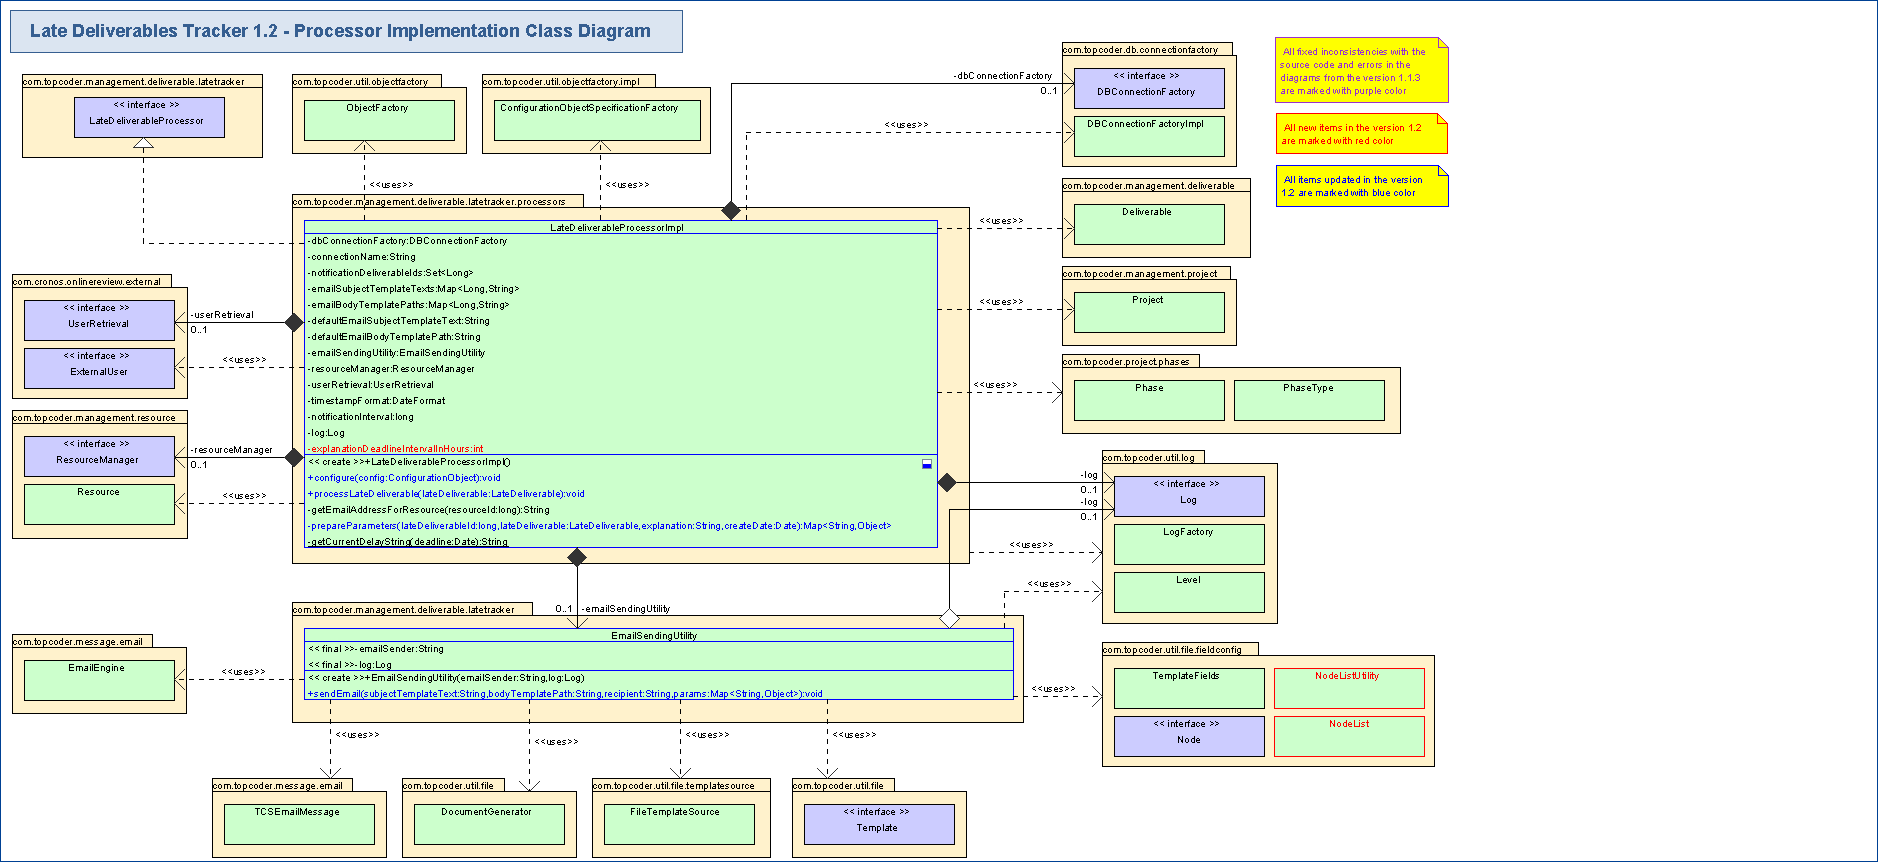 Late Deliverables Tracker 1.2 - Processor Implementation Class Diagram
com.topcoder.management.deliverable.latetracker
<< interface >>
LateDeliverableProcessor
com.topcoder.util.objectfactory
ObjectFactory
com.topcoder.util.objectfactory.impl
ConfigurationObjectSpecificationFactory
<<uses>>
<<uses>>
-dbConnectionFactory
0..1
<<uses>>
com.topcoder.db.connectionfactory
<< interface >>
DBConnectionFactory
DBConnectionFactoryImpl
All fixed inconsistencies with the
source code and errors in the
diagrams from the version 1.1.3
are marked with purple color
All new items in the version 1.2
are marked with red color
All items updated in the version
1.2 are marked with blue color
com.topcoder.management.deliverable
Deliverable
<<uses>>
com.topcoder.management.project
Project
<<uses>>
com.topcoder.project.phases
Phase
PhaseType
<<uses>>
com.topcoder.management.deliverable.latetracker.processors
LateDeliverableProcessorImpl
-dbConnectionFactory:DBConnectionFactory
-connectionName:String
-notificationDeliverableIds:Set<Long>
-emailSubjectTemplateTexts:Map<Long,String>
-emailBodyTemplatePaths:Map<Long,String>
-defaultEmailSubjectTemplateText:String
-defaultEmailBodyTemplatePath:String
-emailSendingUtility:EmailSendingUtility
-resourceManager:ResourceManager
-userRetrieval:UserRetrieval
-timestampFormat:DateFormat
-notificationInterval:long
-log:Log
-explanationDeadlineIntervalInHours:int
<< create >>+LateDeliverableProcessorImpl()
+configure(config:ConfigurationObject):void
+processLateDeliverable(lateDeliverable:LateDeliverable):void
-getEmailAddressForResource(resourceId:long):String
-prepareParameters(lateDeliverableId:long,lateDeliverable:LateDeliverable,explanation:String,createDate:Date):Map<String,Object>
-getCurrentDelayString(deadline:Date):String
com.cronos.onlinereview.external
<< interface >>
UserRetrieval
<< interface >>
ExternalUser
-userRetrieval
0..1
<<uses>>
com.topcoder.management.resource
<< interface >>
ResourceManager
Resource
-resourceManager
0..1
<<uses>>
com.topcoder.util.log
<< interface >>
Log
LogFactory
Level
-log
0..1
-log
0..1
<<uses>>
<<uses>>
0..1
-emailSendingUtility
com.topcoder.management.deliverable.latetracker
EmailSendingUtility
<< final >>-emailSender:String
<< final >>-log:Log
<< create >>+EmailSendingUtility(emailSender:String,log:Log)
+sendEmail(subjectTemplateText:String,bodyTemplatePath:String,recipient:String,params:Map<String,Object>):void
com.topcoder.message.email
EmailEngine
<<uses>>
<<uses>>
com.topcoder.util.file.fieldconfig
TemplateFields
NodeListUtility
<< interface >>
Node
NodeList
<<uses>>
<<uses>>
<<uses>>
<<uses>>
com.topcoder.message.email
TCSEmailMessage
com.topcoder.util.file
DocumentGenerator
com.topcoder.util.file.templatesource
FileTemplateSource
com.topcoder.util.file
<< interface >>
Template